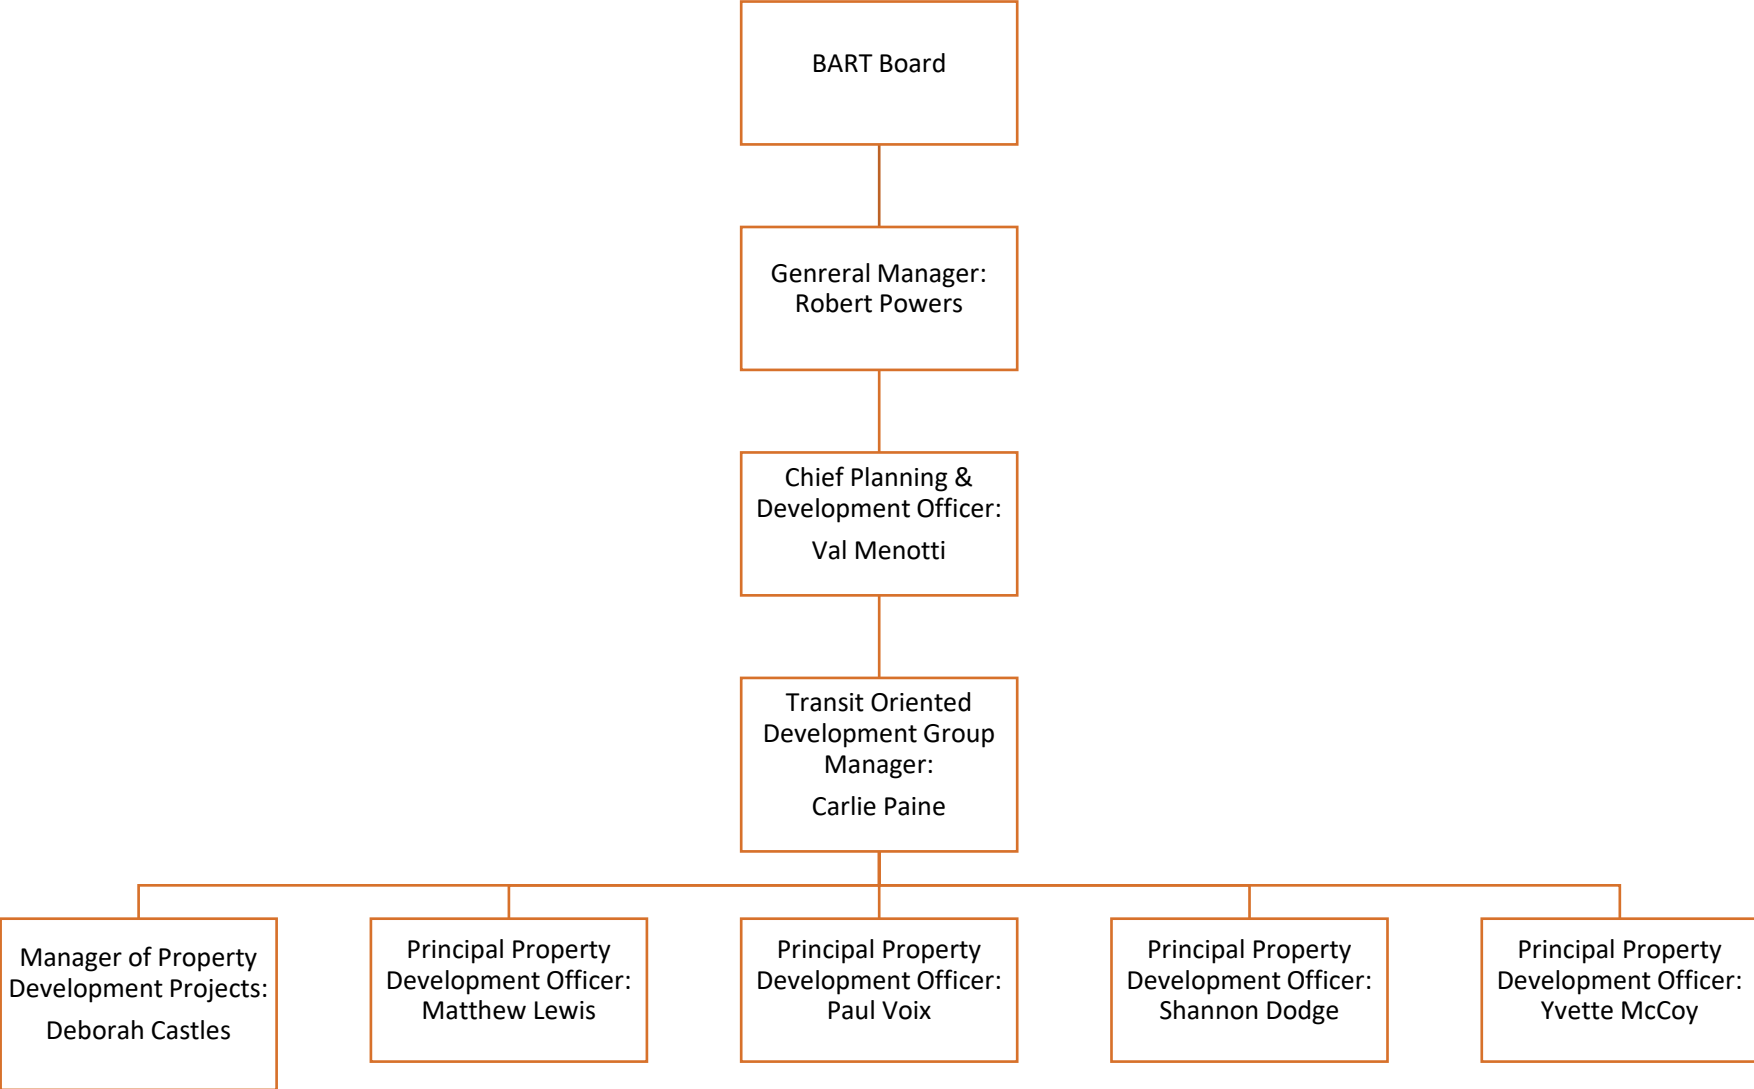 BART Board
Genreral Manager:
Robert Powers
Chief Planning &
Development Officer:
Val Menotti
Transit Oriented
Development Group
Manager:
Carlie Paine
Manager of Property
Development Projects:
Deborah Castles
Principal Property
Development Officer:
Matthew Lewis
Principal Property
Development Officer:
Paul Voix
Principal Property
Development Officer:
Shannon Dodge
Principal Property
Development Officer:
Yvette McCoy